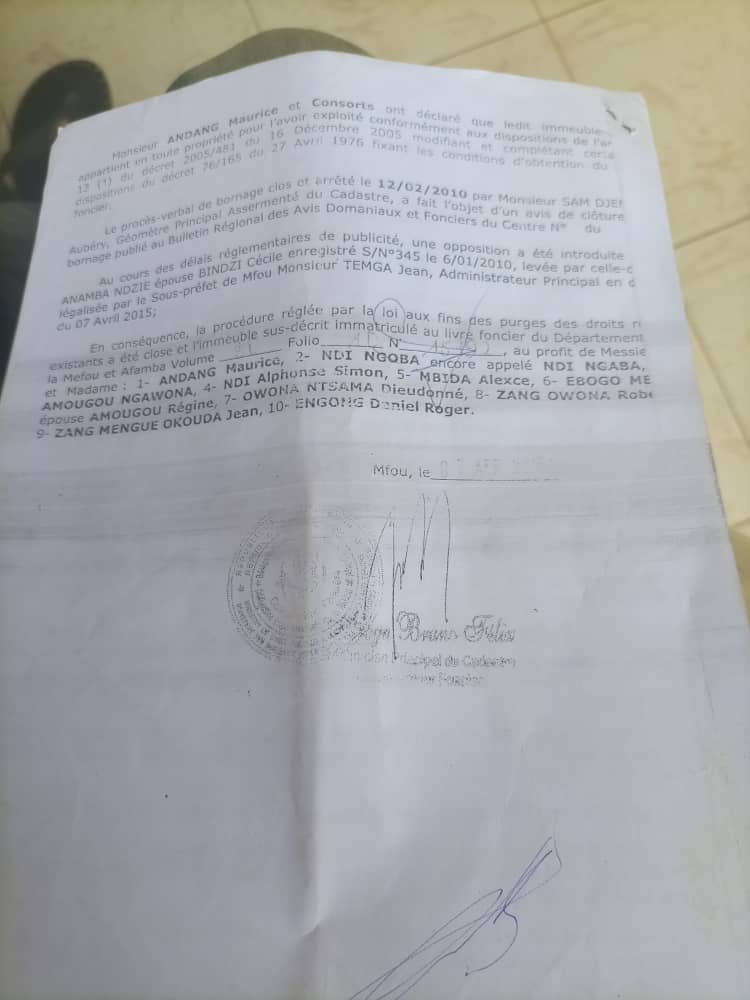 Monsieur ANDANG Maurice et Consorts ont déclaré que ledit immeuble
appartient en toute propriété pour l'avoir exploité conformément aux dispositions de l'ar
12 (*) du décret 2005/481 du 16 Décembre 2005 modifiant et complétant certa
dispositions du décret 76/165 du 27 Avril 1976 fixant les conditions d'obtention du
foncier.
Le procès-verbal de bornage clos et arrêté le 12/02/2010 par Monsieur SAM DJE
Aubéry, Géomètre Principal Assermenté du Cadastre, a fait l'objet d'un avis de clôture
bornage publié au Bulletin Régional des Avis Domaniaux et Fonciers du Centre N° du
Au cours des délais réglementaires de publicité, une opposition a été introduite
ANAMBA NDZIE épouse BINDZI Cécile enregistré S/N°345 le 6/01/2010, levée par celle-c
légalisée par le Sous-préfet de Mfou Monsieur TEMGA Jean, Administrateur Principal en d
du 07 Avril 2015;
En conséquence, la procédure réglée par la loi aux fins des purges des droits r
existants a été close et l'immeuble sus-décrit immatriculé au livre foncier du Département
la Mefou et Afamba Volume Folio N° , au profit de Messie
et Madame : 1- ANDANG Maurice, 2- NDI NGOBA encore appelé NDI NGABA,
AMOUGOU NGAWONA, 4- NDI Alphonse Simon, 5- MBIDA Alexce, 6- EBOGO ME
épouse AMOUGOU Régine, 7- OWONA NTSAMA Dieudonné, 8- ZANG OWONA Robe
9- ZANG MENGUE OKOUDA Jean, 10- ENGONG Daniel Roger.
Mfou, le
Bruno Félix
Principal du Cadastre
Foncier